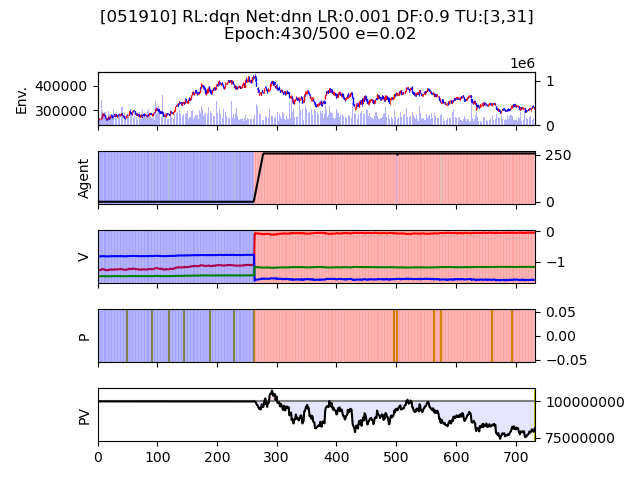 [051910] RL:dqn Net:dnn LR:0.001 DF:0.9 TU:[3,31]
Epoch:430/500 e=0.02
1e6
Env.
400000
300000
1
0
Agent
250
0
V
0
−1
P
0.05
0.00
−0.05
PV
100000000
75000000
0 100 200 300 400 500 600 700